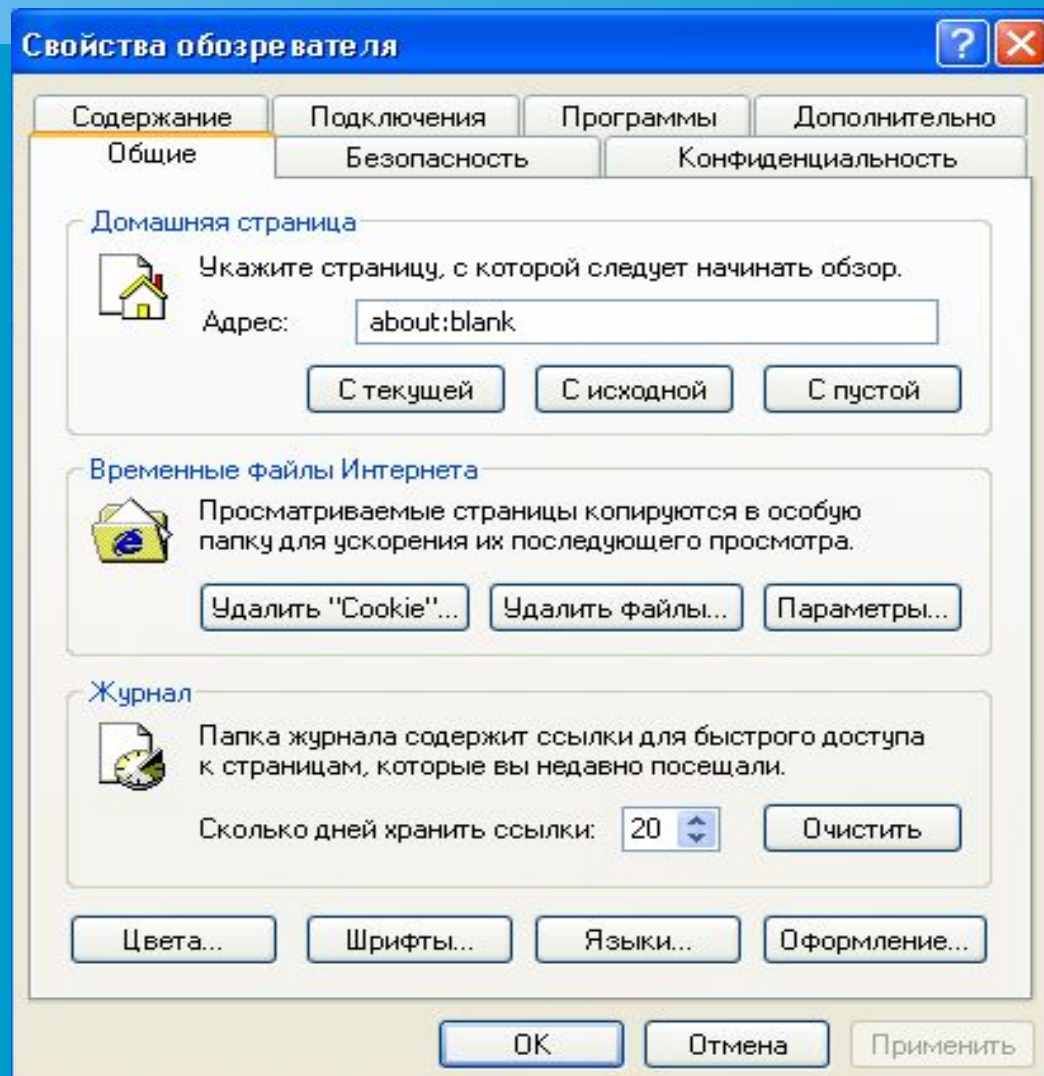 Свойства обозревателя
Содержание Подключения Программы Дополнительно
Общие Безопасность Конфиденциальность
Домашняя страница
Укажите страницу, с которой следует начинать обзор.
Адрес: about:blank
С текущей С исходной С пустой
Временные файлы Интернета
Просматриваемые страницы копируются в особую
папку для ускорения их последующего просмотра.
Удалить "Cookie"... Удалить файлы... Параметры...
Журнал
Папка журнала содержит ссылки для быстрого доступа
к страницам, которые вы недавно посещали.
Сколько дней хранить ссылки: 20 Очистить
Цвета... Шрифты... Языки... Оформление...
OK Отмена Применить